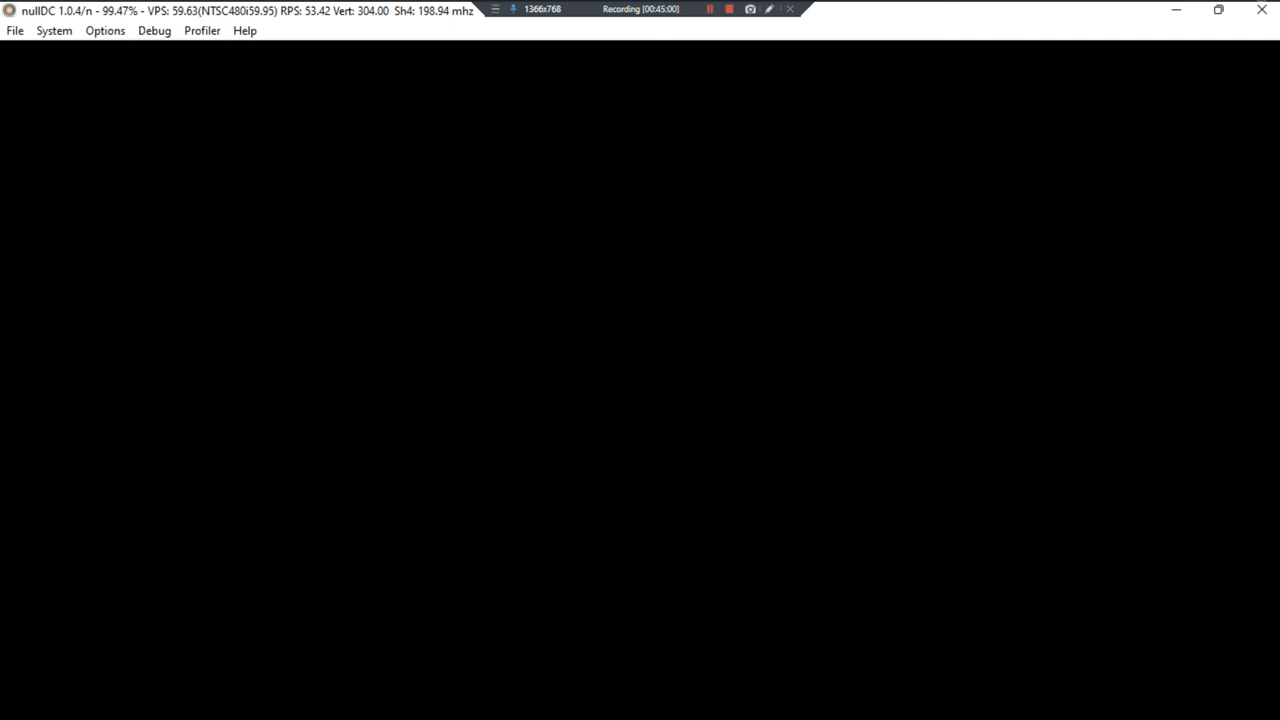 nullDC 1.0.4/n - 99.47% - VPS: 59.63(NTSC480i59.95) RPS: 53.42 Vert: 304.00 Sh4: 198.94 mhz
1366x768
Recording [00:45:00]
File System Options Debug Profiler Help